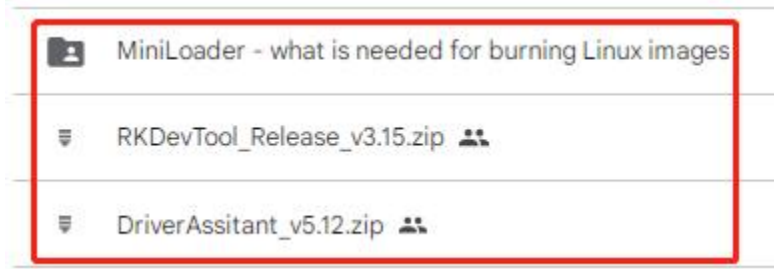 MiniLoader - what is needed for burning Linux images
RKDevTool_Release_v3.15.zip
DriverAssitant_v5.12.zip